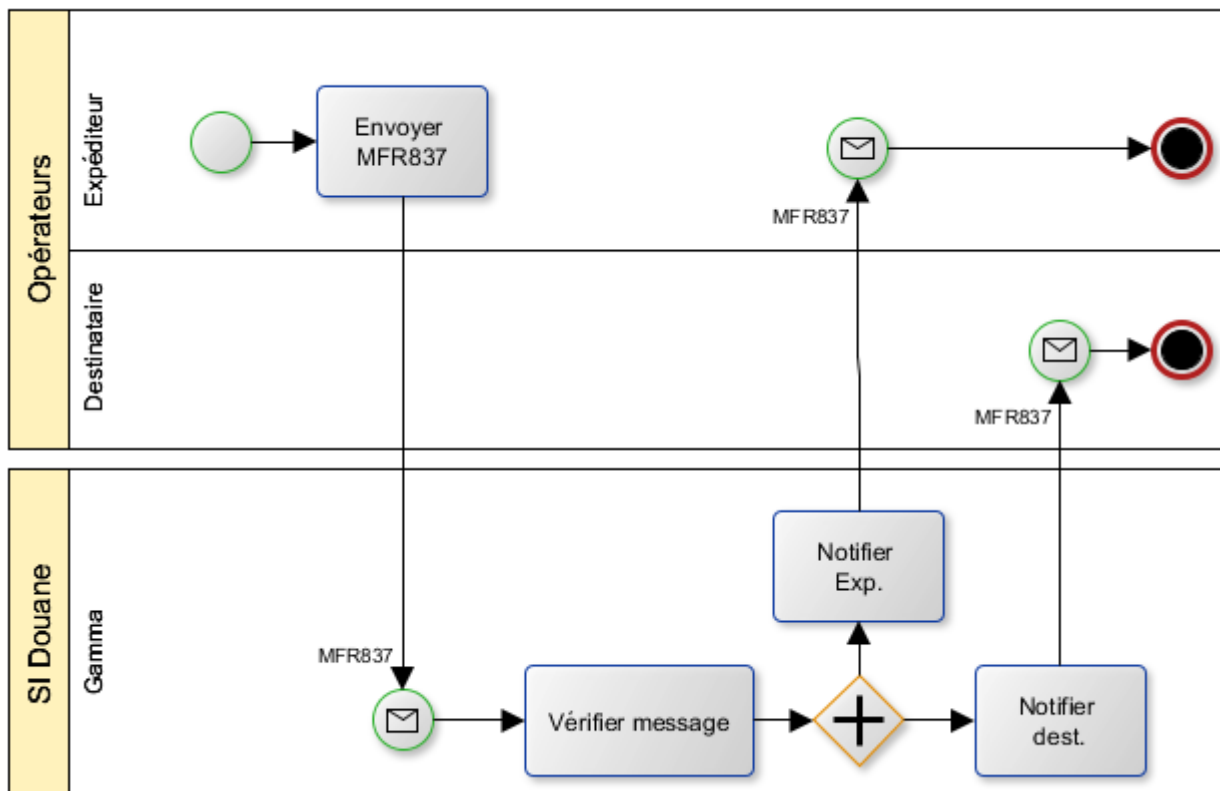 Opérateurs
Expéditeur
Envoyer
MFR837
MFR837
Destinataire
MFR837
SI Douane
Gamma
MFR837
Vérifier message
Notifier
Exp.
Notifier
dest.